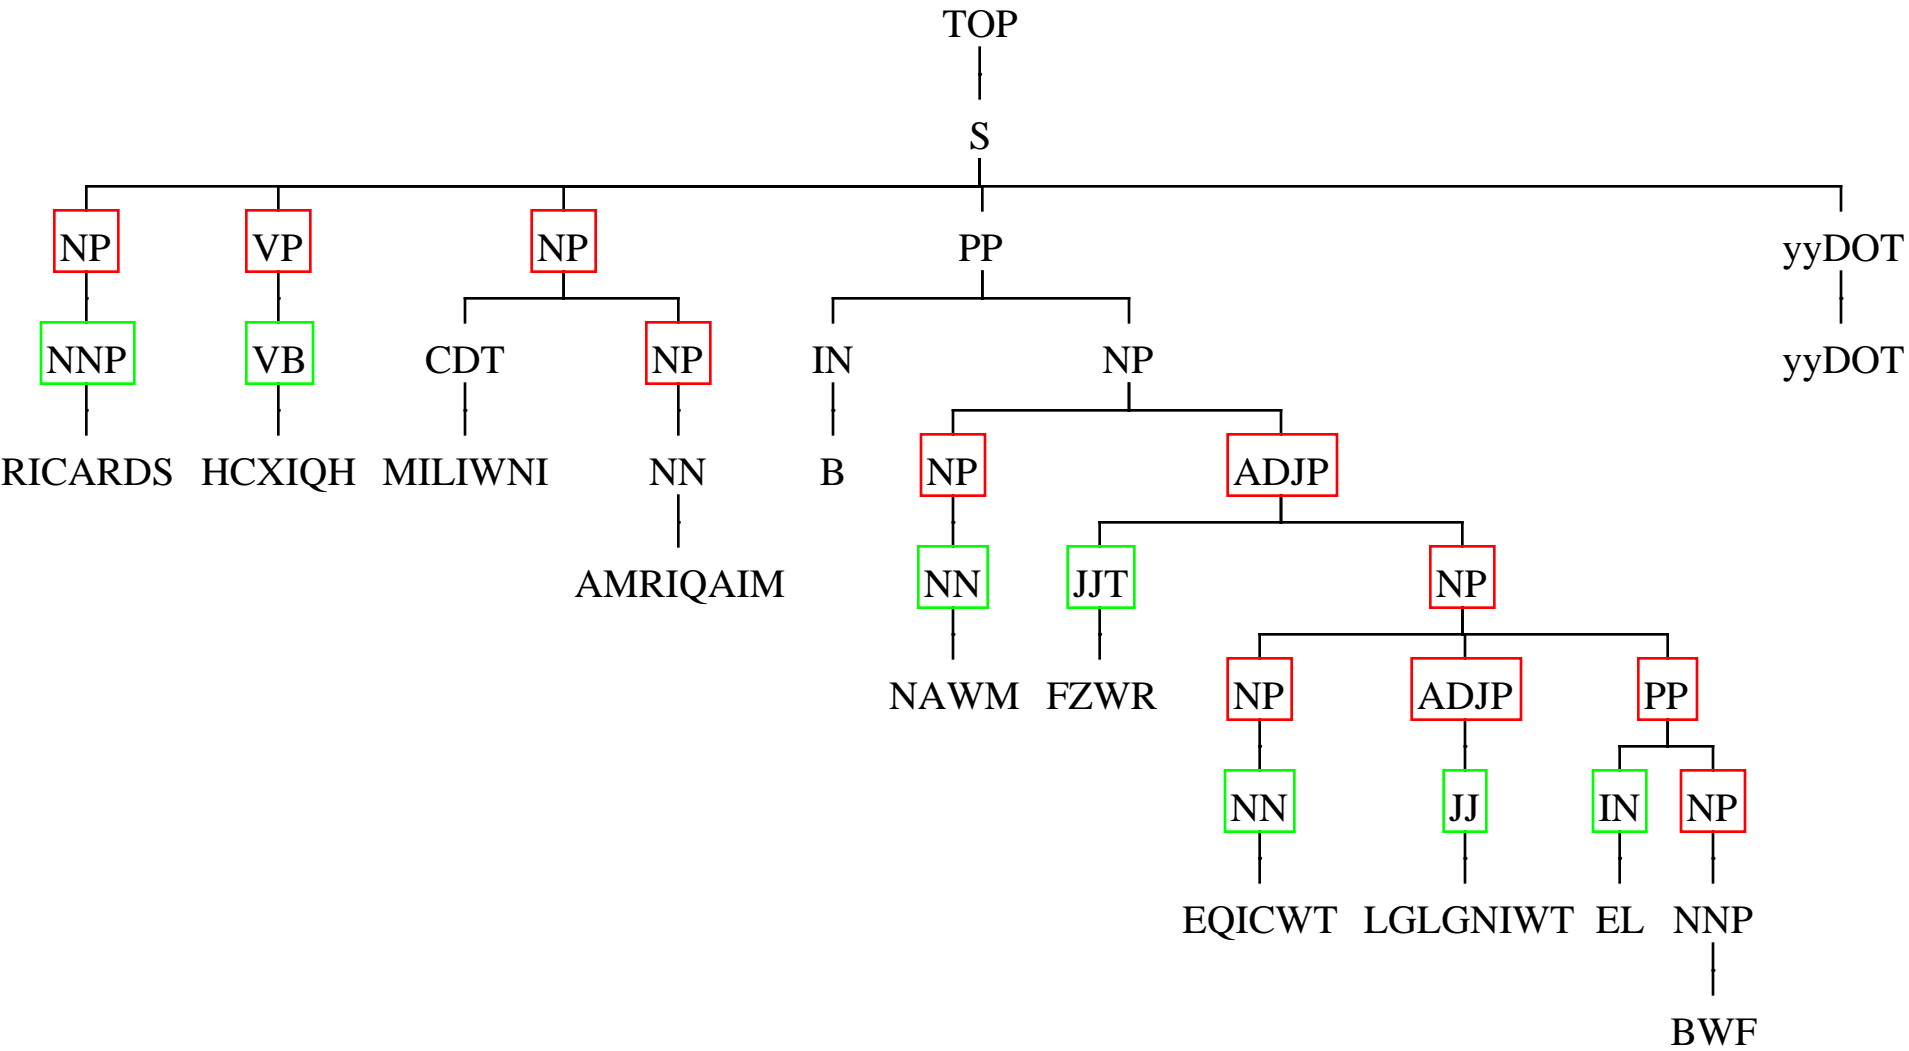 TOP
S
NP VP NP PP yyDOT
NNP VB CDT NP IN NP yyDOT
RICARDS HCXIQH MILIWNI NN B NP ADJP
AMRIQAIM NN JJT NP
NAWM FZWR NP ADJP PP
NN JJ IN NP
EQICWT LGLGNIWT EL NNP
BWF